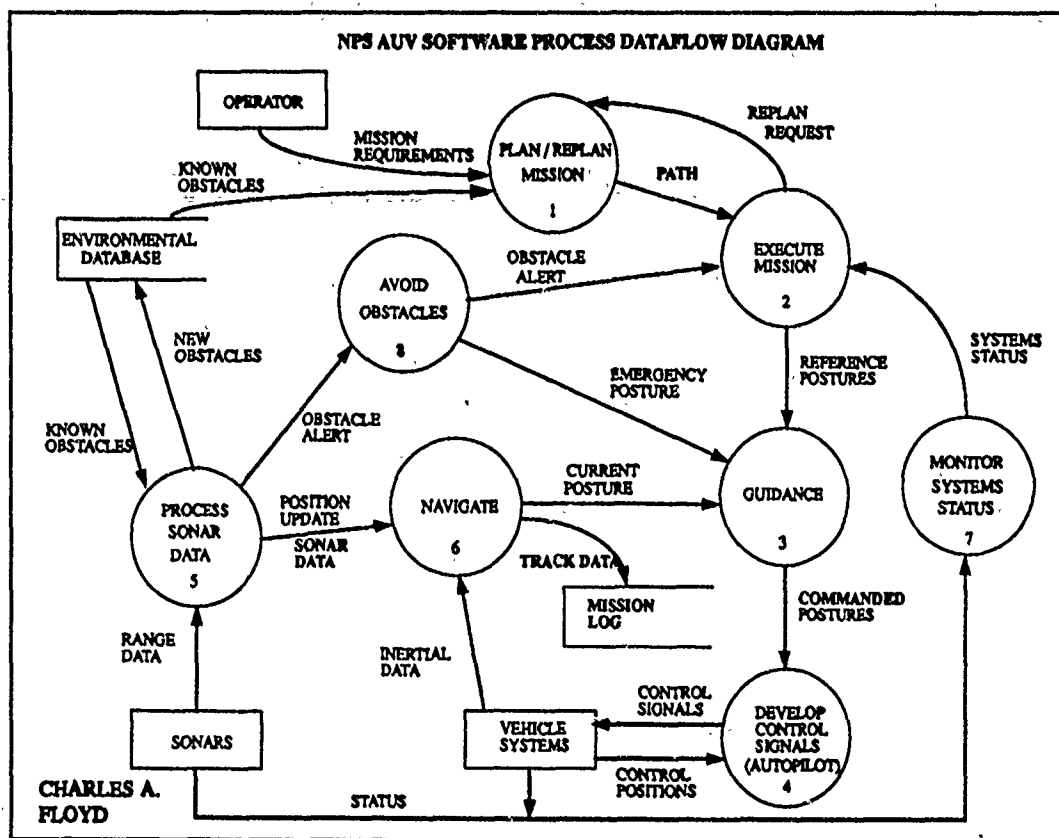 NPS AUV SOFTWARE PROCESS DATAFLOW DIAGRAM
OPERATOR
MISSION
REQUIREMENTS
PLAN / REPLAN
MISSION
1
REPLAN
REQUEST
PATH
KNOWN
OBSTACLES
ENVIRONMENTAL
DATABASE
EXECUTE
MISSION
2
OBSTACLE
ALERT
AVOID
OBSTACLES
8
NEW
OBSTACLES
SYSTEMS
STATUS
REFERENCE
POSTURES
EMERGENCY
POSTURE
OBSTACLE
ALERT
KNOWN
OBSTACLES
PROCESS
SONAR
DATA
5
POSITION
UPDATE
SONAR
DATA
NAVIGATE
6
CURRENT
POSTURE
GUIDANCE
3
MONITOR
SYSTEMS
STATUS
7
TRACK DATA
MISSION
LOG
COMMANDED
POSTURES
RANGE
DATA
INERTIAL
DATA
CONTROL
SIGNALS
SONARS
VEHICLE
SYSTEMS
DEVELOP
CONTROL
SIGNALS
(AUTOPILOT)
4
CONTROL
POSITIONS
CHARLES A.
FLOYD
STATUS